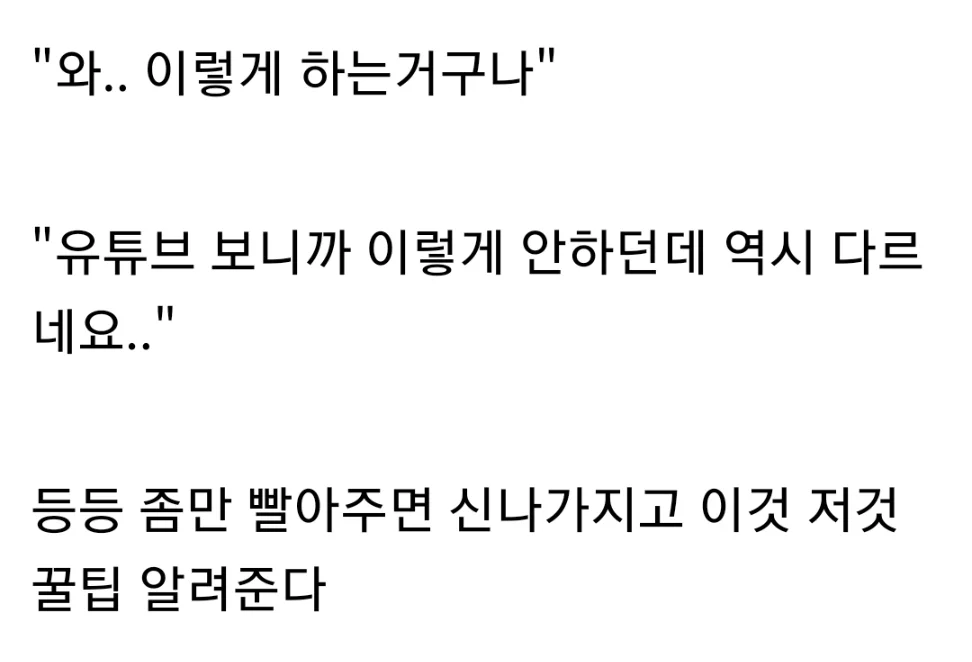 "와.. 이렇게 하는거구나"
"유튜브 보니까 이렇게 안하던데 역시 다르
네요.."
등등 좀만 빨아주면 신나가지고 이것 저것
꿀팁 알려준다